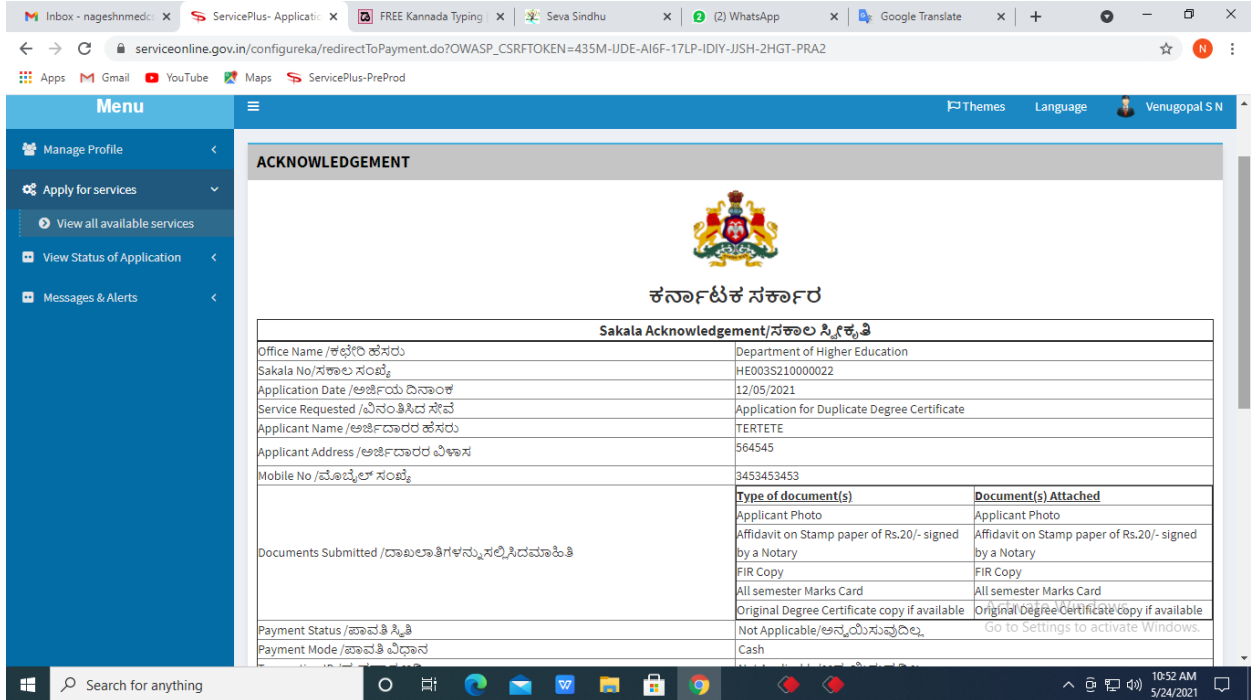 Inbox - nageshnmedc
ServicePlus- Applicatio
FREE Kannada Typing
Seva Sindhu
(2) WhatsApp
Google Translate
serviceonline.gov.in/configureka/redirectToPayment.do?OWASP_CSRFTOKEN=435M-IJDE-AI6F-17LP-IDIY-JJSH-2HGT-PRA2
N
Apps Gmail YouTube Maps ServicePlus-PreProd
Menu
Themes Language Venugopal S N
Manage Profile
Apply for services
View all available services
View Status of Application
Messages & Alerts
ACKNOWLEDGEMENT
ಕರ್ನಾಟಕ ಸರ್ಕಾರ
Sakala Acknowledgement/ಸಕಾಲ ಸ್ವೀಕೃತಿ
Office Name /ಕಛೇರಿ ಹೆಸರು Department of Higher Education
Sakala No/ಸಕಾಲ ಸಂಖ್ಯೆ HE003S210000022
Application Date /ಅರ್ಜಿಯ ದಿನಾಂಕ 12/05/2021
Service Requested /ವಿನಂತಿಸಿದ ಸೇವೆ Application for Duplicate Degree Certificate
Applicant Name /ಅರ್ಜಿದಾರರ ಹೆಸರು TERTETE
Applicant Address /ಅರ್ಜಿದಾರರ ವಿಳಾಸ 564545
Mobile No /ಮೊಬೈಲ್ ಸಂಖ್ಯೆ 3453453453
Documents Submitted /ದಾಖಲಾತಿಗಳನ್ನು ಸಲ್ಲಿಸಿದಮಾಹಿತಿ
Type of document(s) Document(s) Attached
Applicant Photo Applicant Photo
Affidavit on Stamp paper of Rs.20/- signed Affidavit on Stamp paper of Rs.20/- signed
by a Notary by a Notary
FIR Copy FIR Copy
All semester Marks Card All semester Marks Card
Original Degree Certificate copy if available Original Degree Certificate copy if available
Payment Status /ಪಾವತಿ ಸ್ಥಿತಿ Not Applicable/ಅನ್ವಯಿಸುವುದಿಲ್ಲ
Payment Mode /ಪಾವತಿ ವಿಧಾನ Cash
Activate Windows
Go to Settings to activate Windows.
Search for anything
10:52 AM
5/24/2021